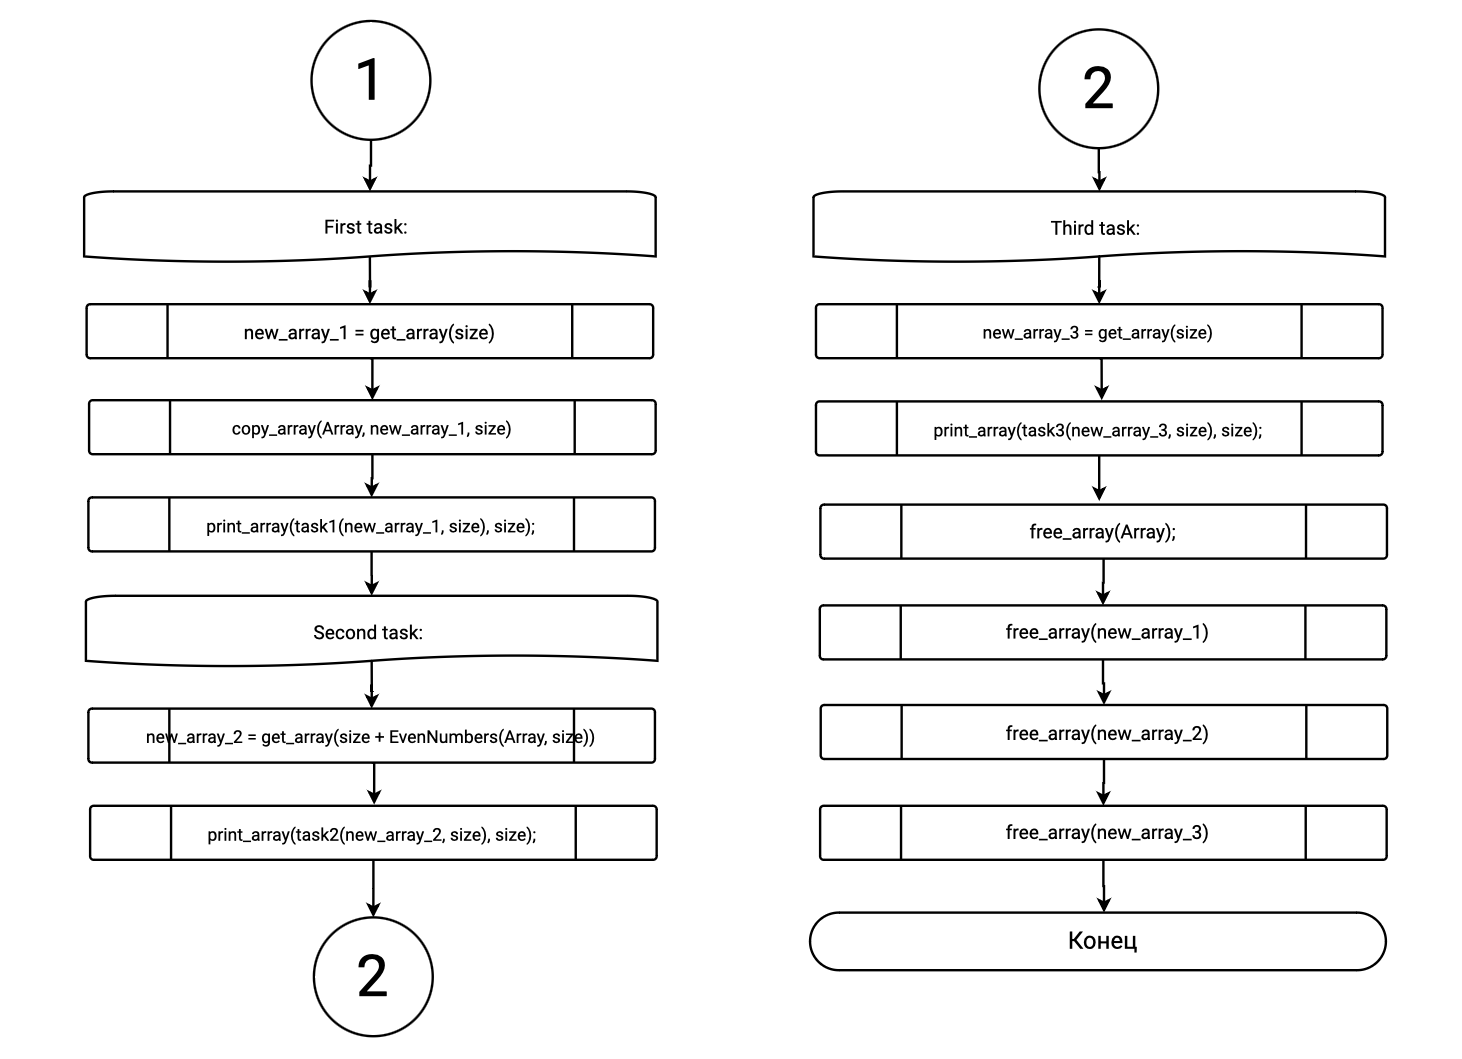 1
First task:
new_array_1 = get_array(size)
copy_array(Array, new_array_1, size)
print_array(task1(new_array_1, size), size);
Second task:
new_array_2 = get_array(size + EvenNumbers(Array, size))
print_array(task2(new_array_2, size), size);
2
2
Third task:
new_array_3 = get_array(size)
print_array(task3(new_array_3, size), size);
free_array(Array);
free_array(new_array_1)
free_array(new_array_2)
free_array(new_array_3)
Конец